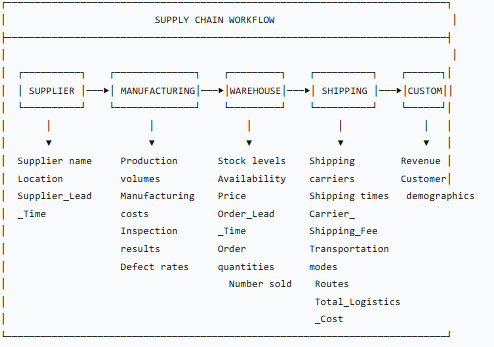 SUPPLY CHAIN WORKFLOW
SUPPLIER MANUFACTURING WAREHOUSE SHIPPING CUSTOM
Supplier name Production Stock levels Shipping Revenue
Location volumes Availability carriers Customer
Supplier_Lead Manufacturing Price Shipping times demographics
_Time costs Order_Lead Carrier_
Inspection _Time Shipping_Fee
results Order Transportation
Defect rates quantities modes
Number sold Routes
Total_Logistics
_Cost